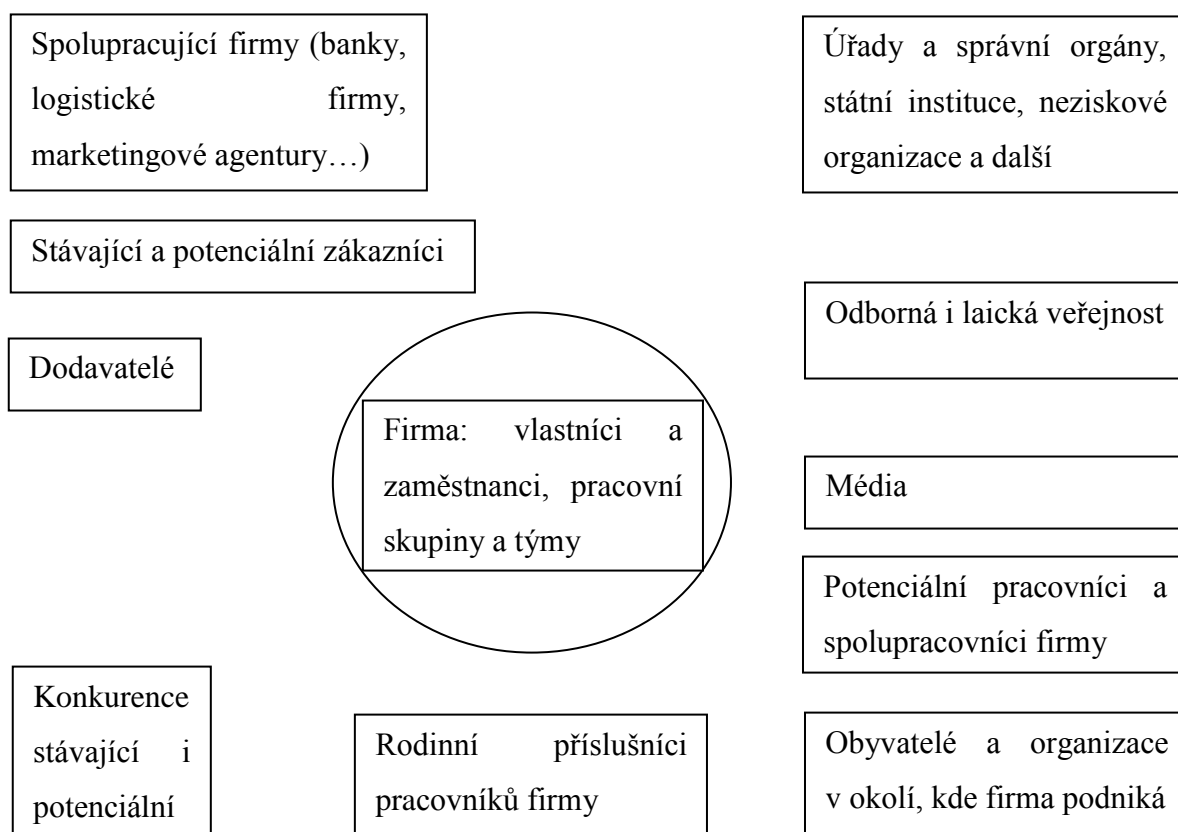 Spolupracující firmy (banky,
logistické firmy,
marketingové agentury…)
Úřady a správní orgány,
státní instituce, neziskové
organizace a další
Stávající a potenciální zákazníci
Odborná i laická veřejnost
Dodavatelé
Firma: vlastníci a
zaměstnanci, pracovní
skupiny a týmy
Média
Potenciální pracovníci a
spolupracovníci firmy
Konkurence
stávající i
potenciální
Rodinní příslušníci
pracovníků firmy
Obyvatelé a organizace
v okolí, kde firma podniká